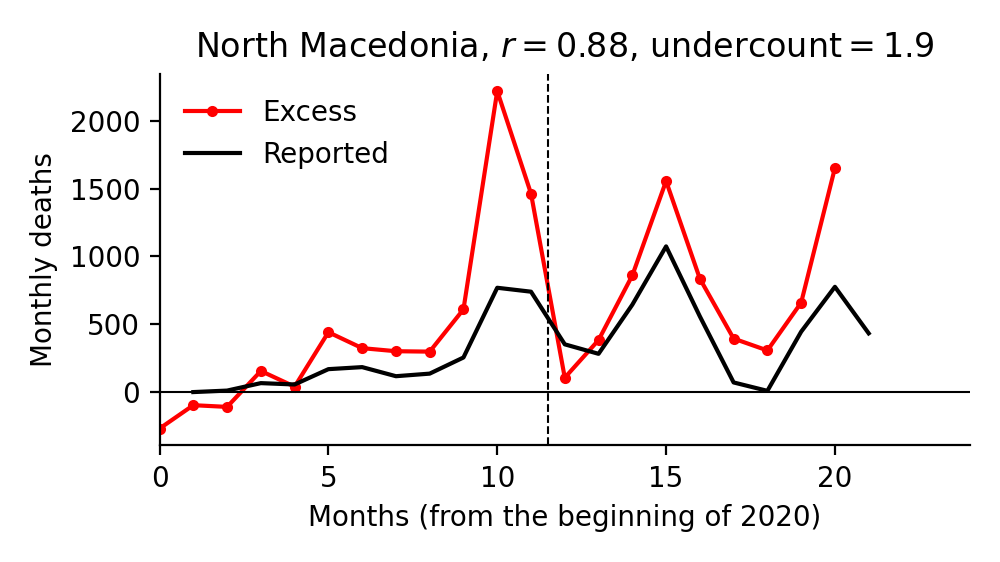 North Macedonia, r = 0.88, undercount = 1.9
Excess
Reported
Monthly deaths
2000
1500
1000
500
0
0 5 10 15 20
Months (from the beginning of 2020)